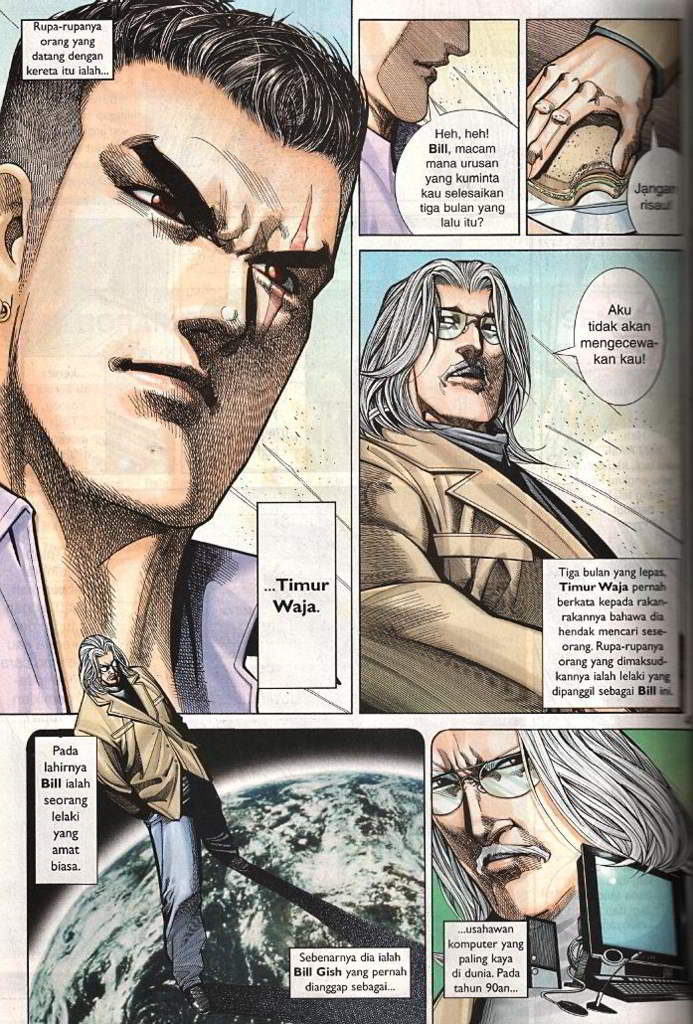 Rupa-rupanya
orang yang
datang dengan
kereta itu ialah...
...Timur
Waja.
Heh, heh!
Bill, macam
mana urusan
yang kuminta
kau selesaikan
tiga bulan yang
lalu itu?
Jangan
risau!
Aku
tidak akan
mengecewa-
kan kau!
Tiga bulan yang lepas,
Timur Waja pernah
berkata kepada rakan-
rakannya bahawa dia
hendak mencari sese-
orang. Rupa-rupanya
orang yang dimaksud-
kannya ialah lelaki yang
dipanggil sebagai Bill ini.
Pada
lahirnya
Bill ialah
seorang
lelaki
yang
amat
biasa.
Sebenarnya dia ialah
Bill Gish yang pernah
dianggap sebagai...
...usahawan
komputer yang
paling kaya
di dunia. Pada
tahun 90an...